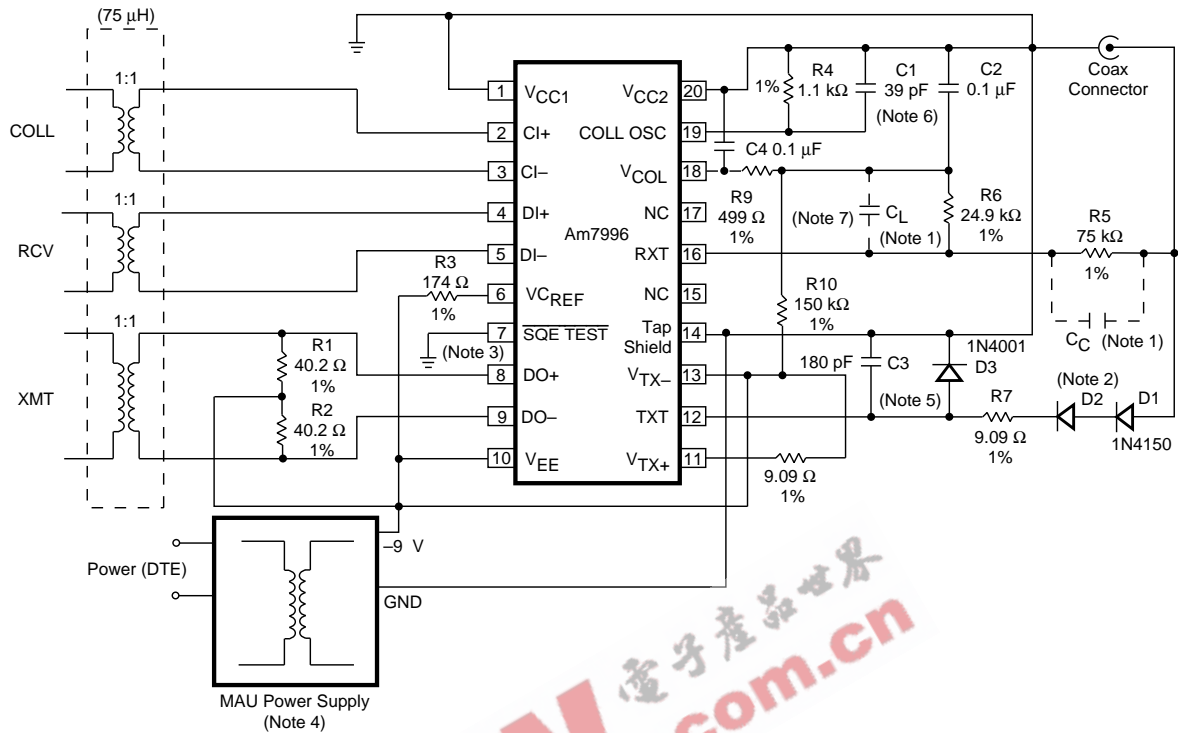 (75 μH)
1:1
COLL
1:1
RCV
1:1
XMT
R1
40.2 Ω
1%
R2
40.2 Ω
1%
R3
174 Ω
1%
(Note 3)
1
2
3
4
5
6
7
8
9
10
VCC1
CI+
CI–
DI+
DI–
VCREF
SQE TEST
DO+
DO–
VEE
Am7996
VCC2
COLL OSC
VCOL
NC
RXT
NC
Tap
Shield
VTX–
TXT
VTX+
20
19
18
17
16
15
14
13
12
11
1%
R4
1.1 kΩ
C1
39 pF
(Note 6)
C2
0.1 μF
Coax
Connector
C4 0.1 μF
R9
499 Ω
1%
(Note 7)
CL
(Note 1)
R6
24.9 kΩ
1%
R5
75 kΩ
1%
CC (Note 1)
R10
150 kΩ
1%
180 pF
C3
(Note 5)
1N4001
D3
R7
9.09 Ω
1%
(Note 2)
D2
D1
1N4150
9.09 Ω
1%
Power (DTE)
–9 V
GND
MAU Power Supply
(Note 4)
電子產品世界
.com.cn